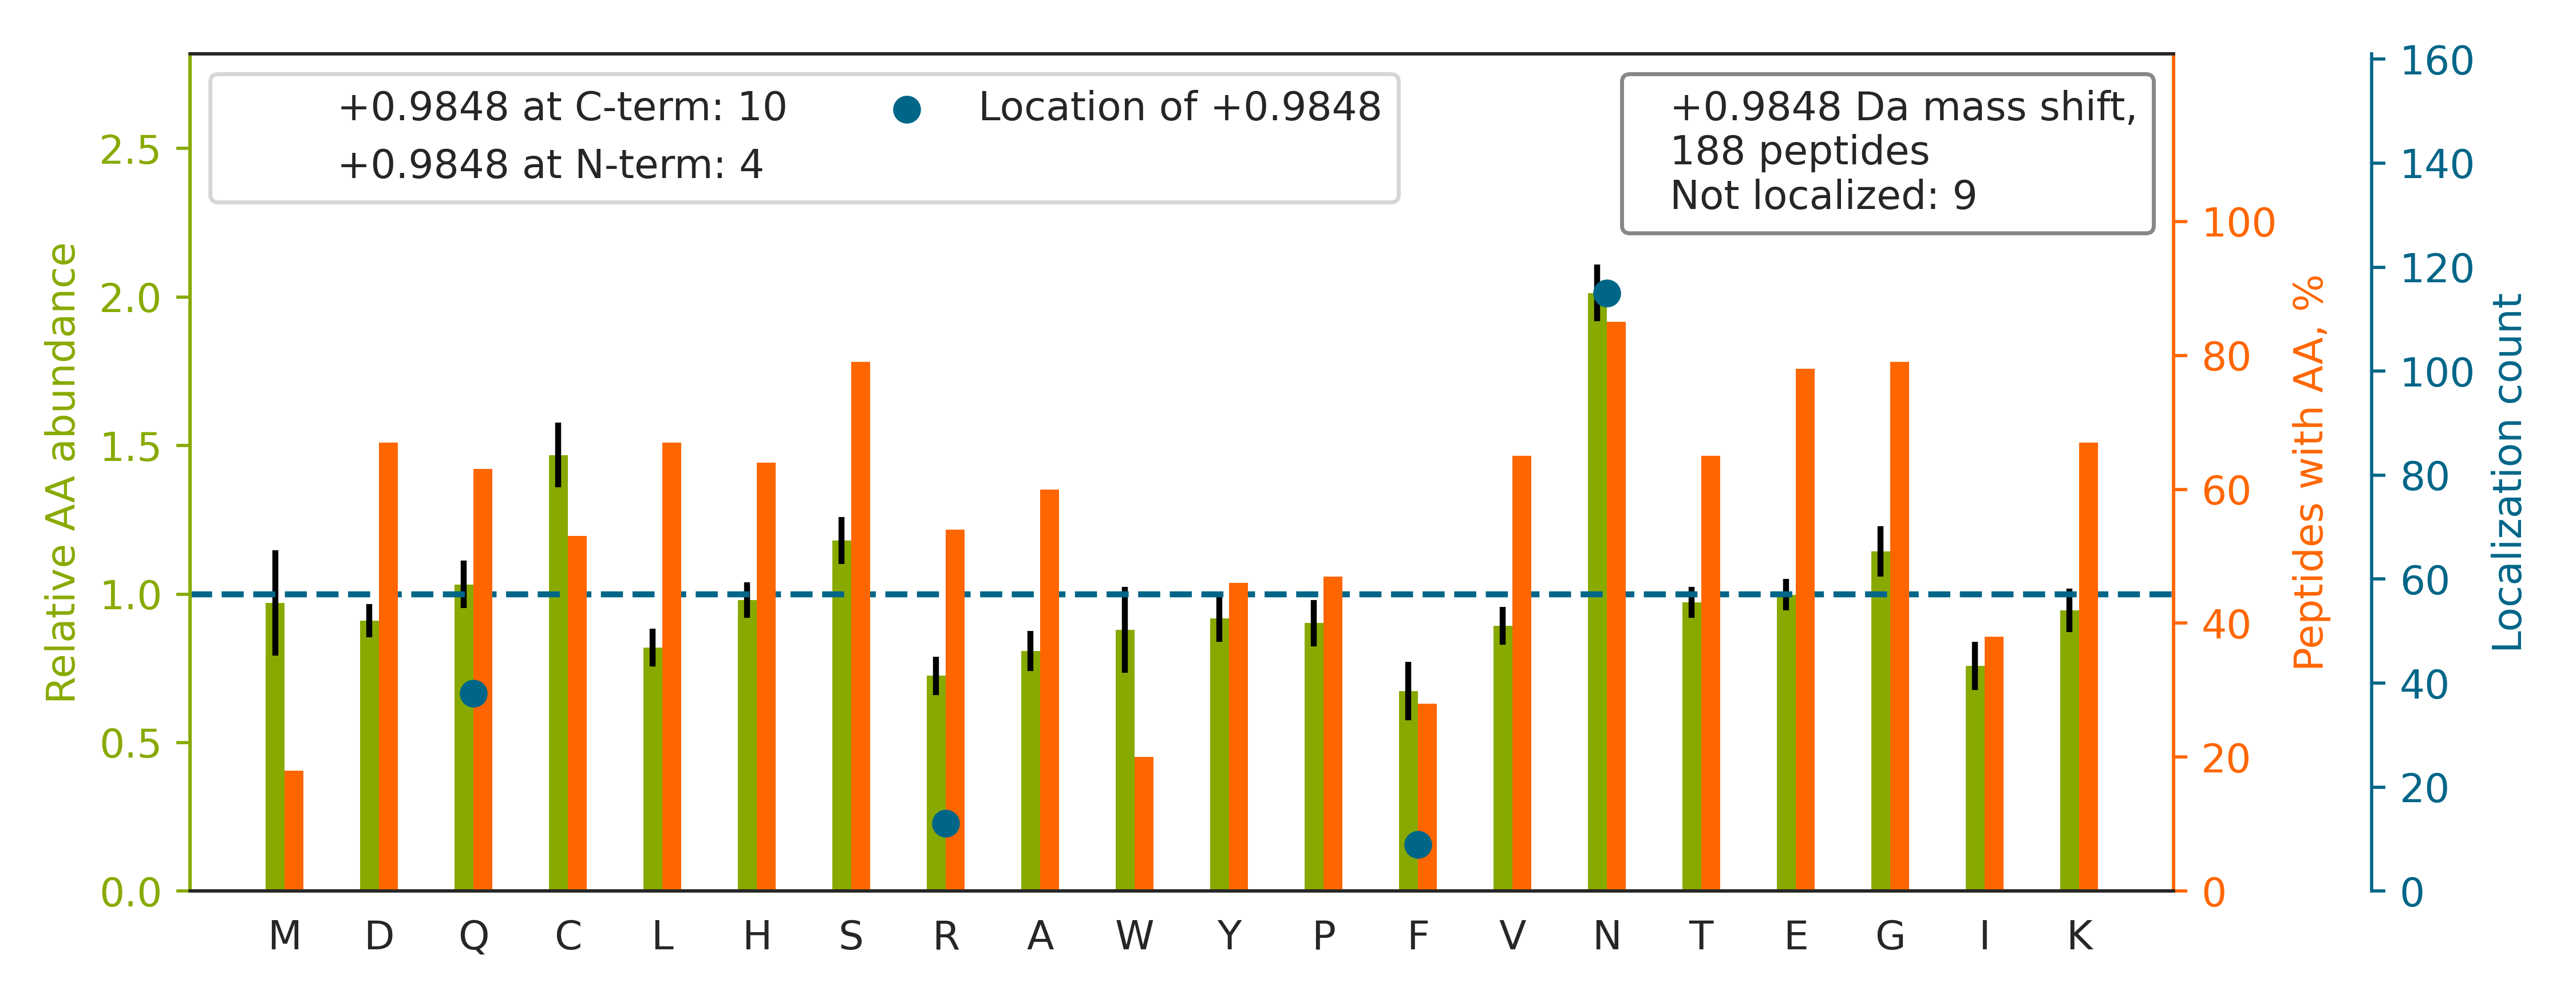 +0.9848 at C-term: 10
+0.9848 at N-term: 4
Location of +0.9848
+0.9848 Da mass shift,
188 peptides
Not localized: 9
Relative AA abundance
2.5
2.0
1.5
1.0
0.5
0.0
Peptides with AA, %
100
80
60
40
20
0
Localization count
160
140
120
100
80
60
40
20
0
M D Q C L H S R A W Y P F V N T E G I K